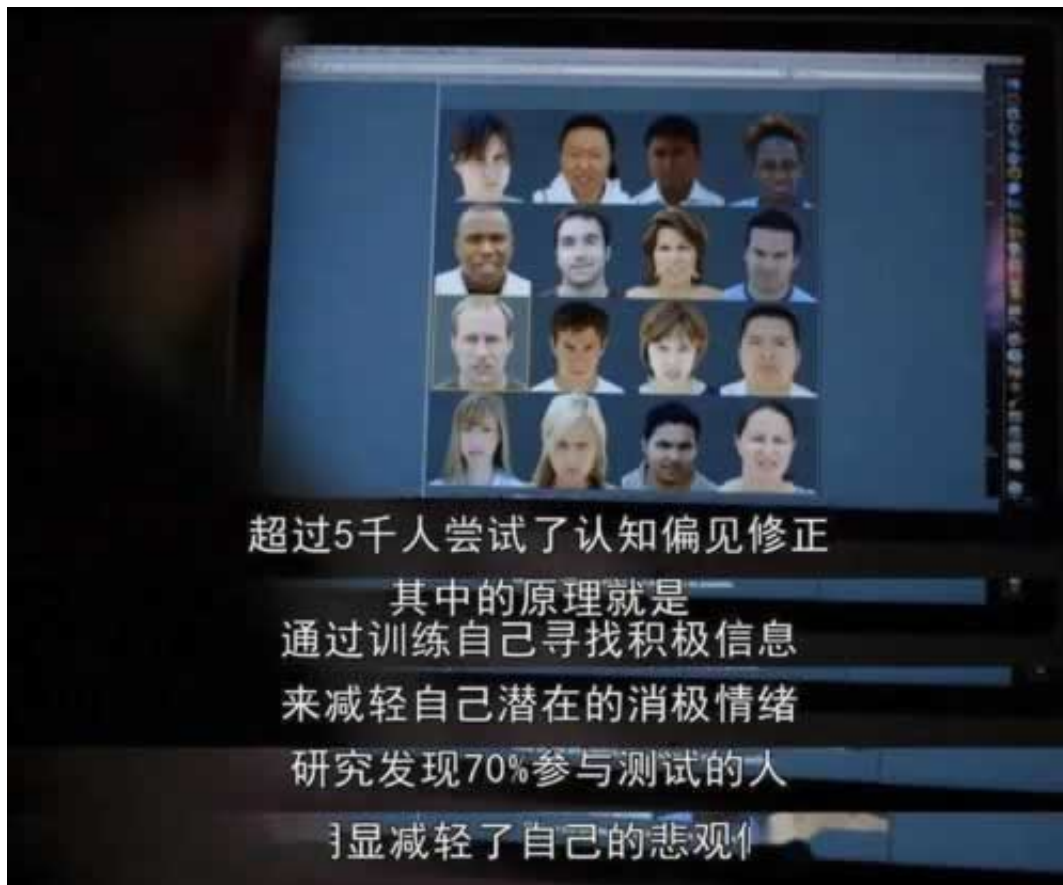 超过5千人尝试了认知偏见修正
其中的原理就是
通过训练自己寻找积极信息
来减轻自己潜在的消极情绪
研究发现70%参与测试的人
显减轻了自己的悲观